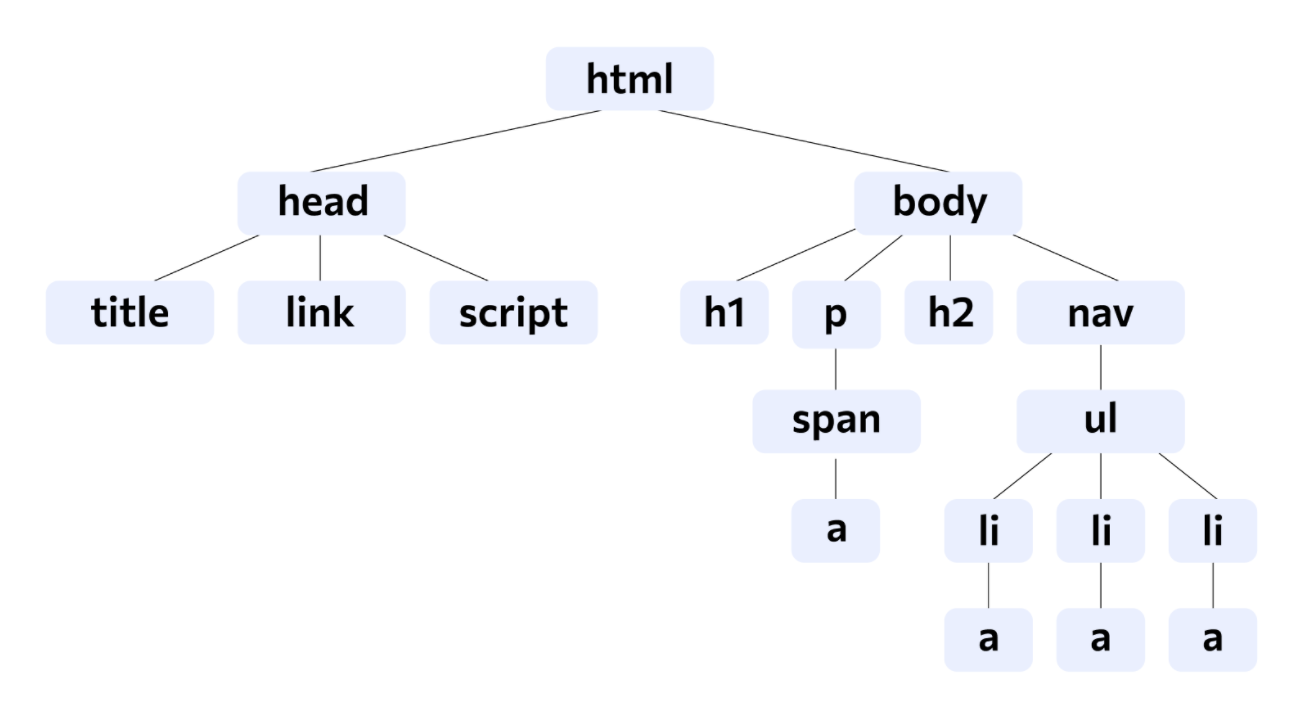 html
head body
title link script h1 p h2 nav
span ul
a li li li
a a a